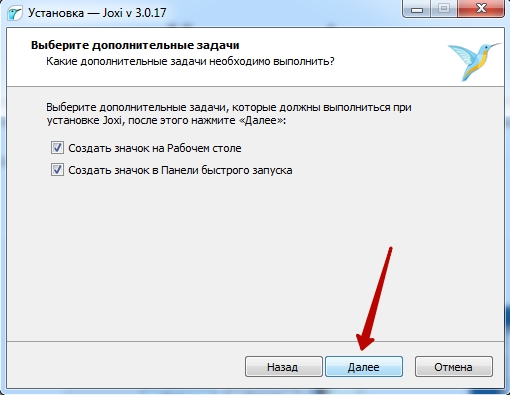 Установка — Joxi v 3.0.17
Выберите дополнительные задачи
Какие дополнительные задачи необходимо выполнить?
Выберите дополнительные задачи, которые должны выполниться при
установке Joxi, после этого нажмите «Далее»:
Создать значок на Рабочем столе
Создать значок в Панели быстрого запуска
Назад
Далее
Отмена